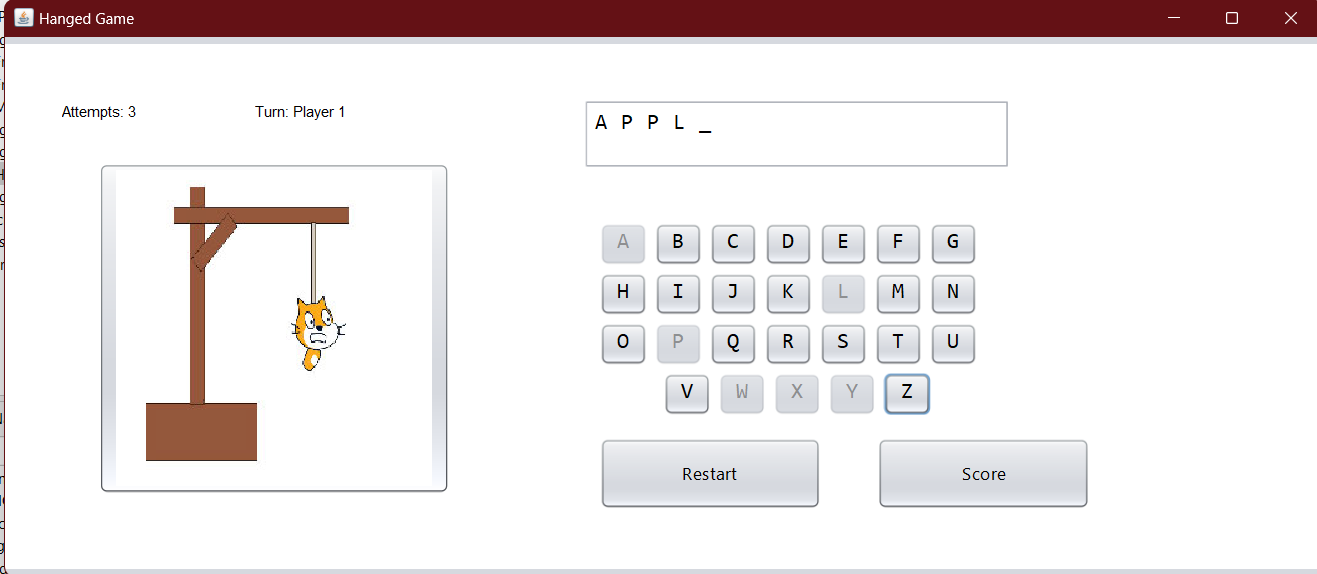 Hanged Game
Attempts: 3 Turn: Player 1
A P P L _
A B C D E F G
H I J K L M N
O P Q R S T U
V W X Y Z
Restart Score